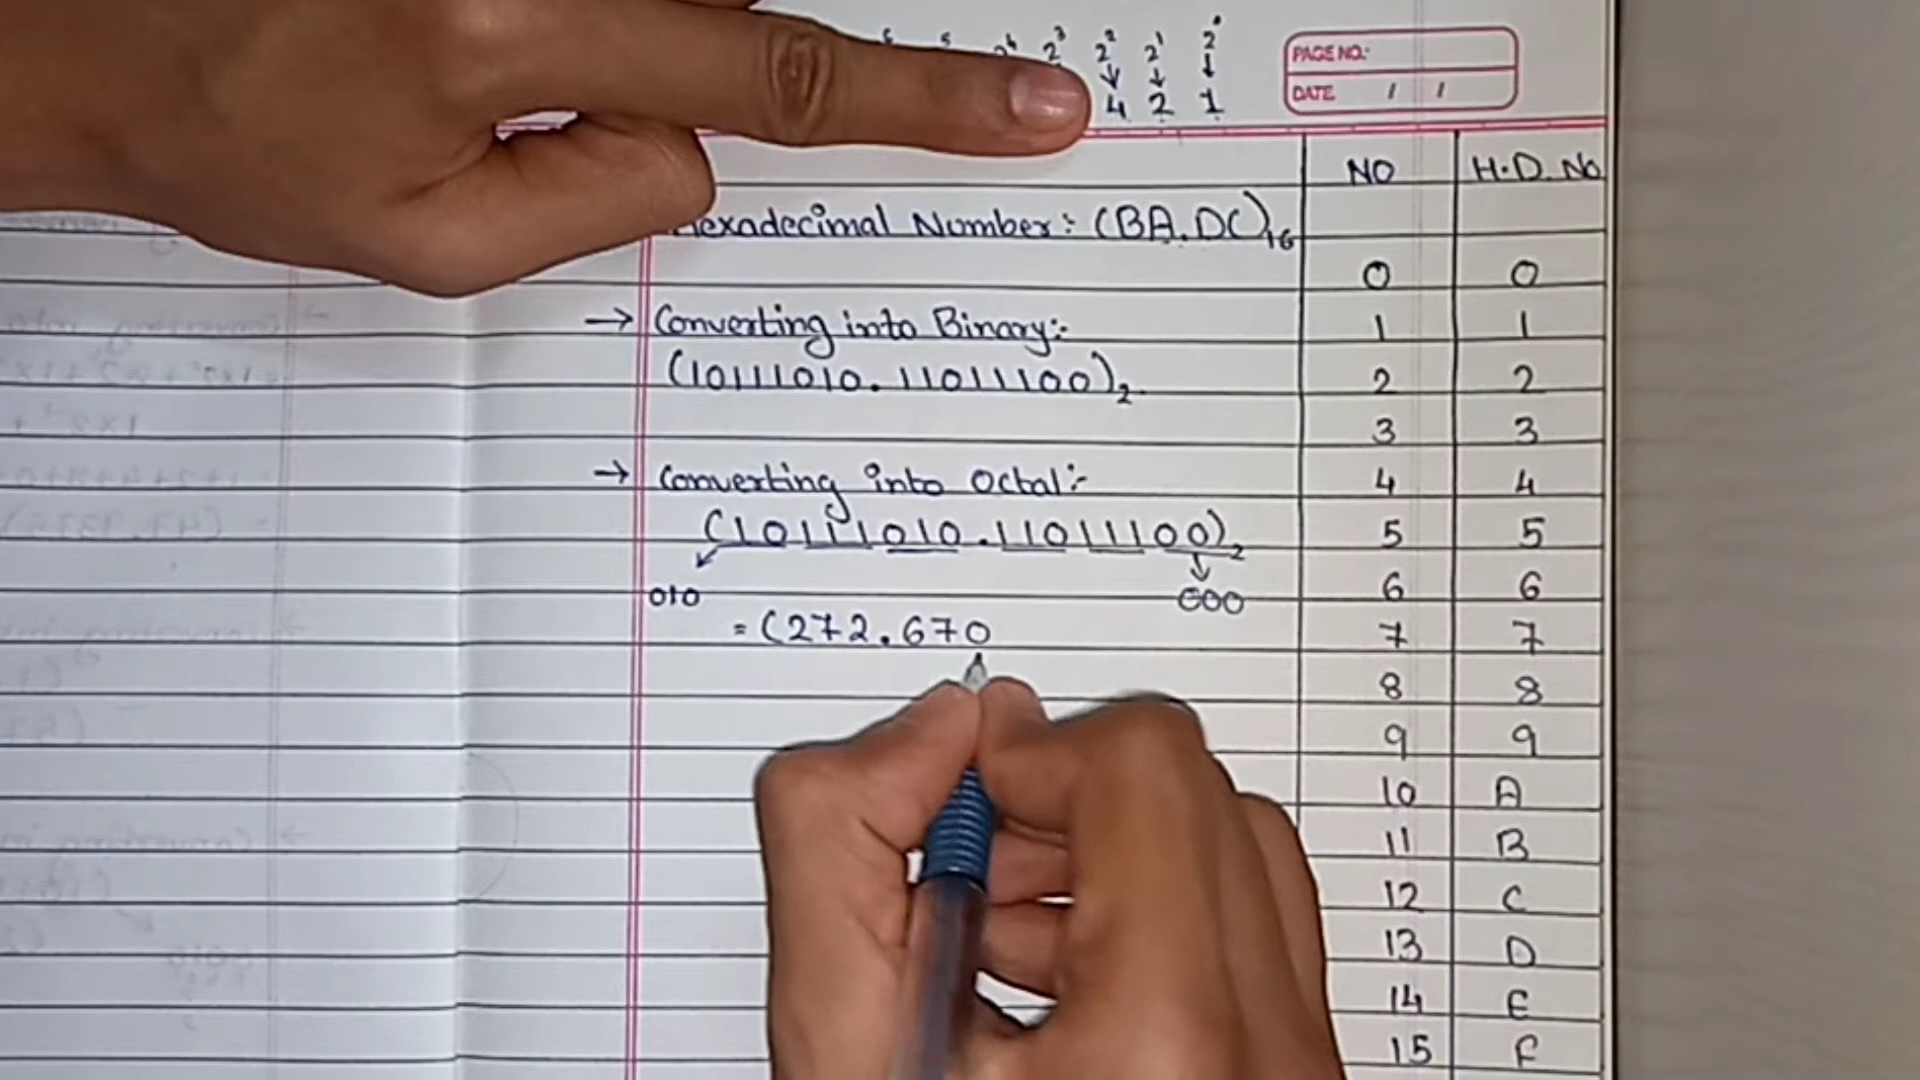 2³ 2² 2¹ 2⁰
↓ ↓ ↓
4 2 1
PAGE NO.:
DATE / /
NO H.D. No
Number:- (BA.DC)₁₆
0 0
→ Converting into Binary:-
1 1
(10111010.11011100)₂
2 2
3 3
→ Converting into Octal:-
4 4
(10111010.11011100)₂
5 5
010 000
6 6
= (272.670
7 7
8 8
9 9
10 A
11 B
12 C
13 D
14 E
15 F